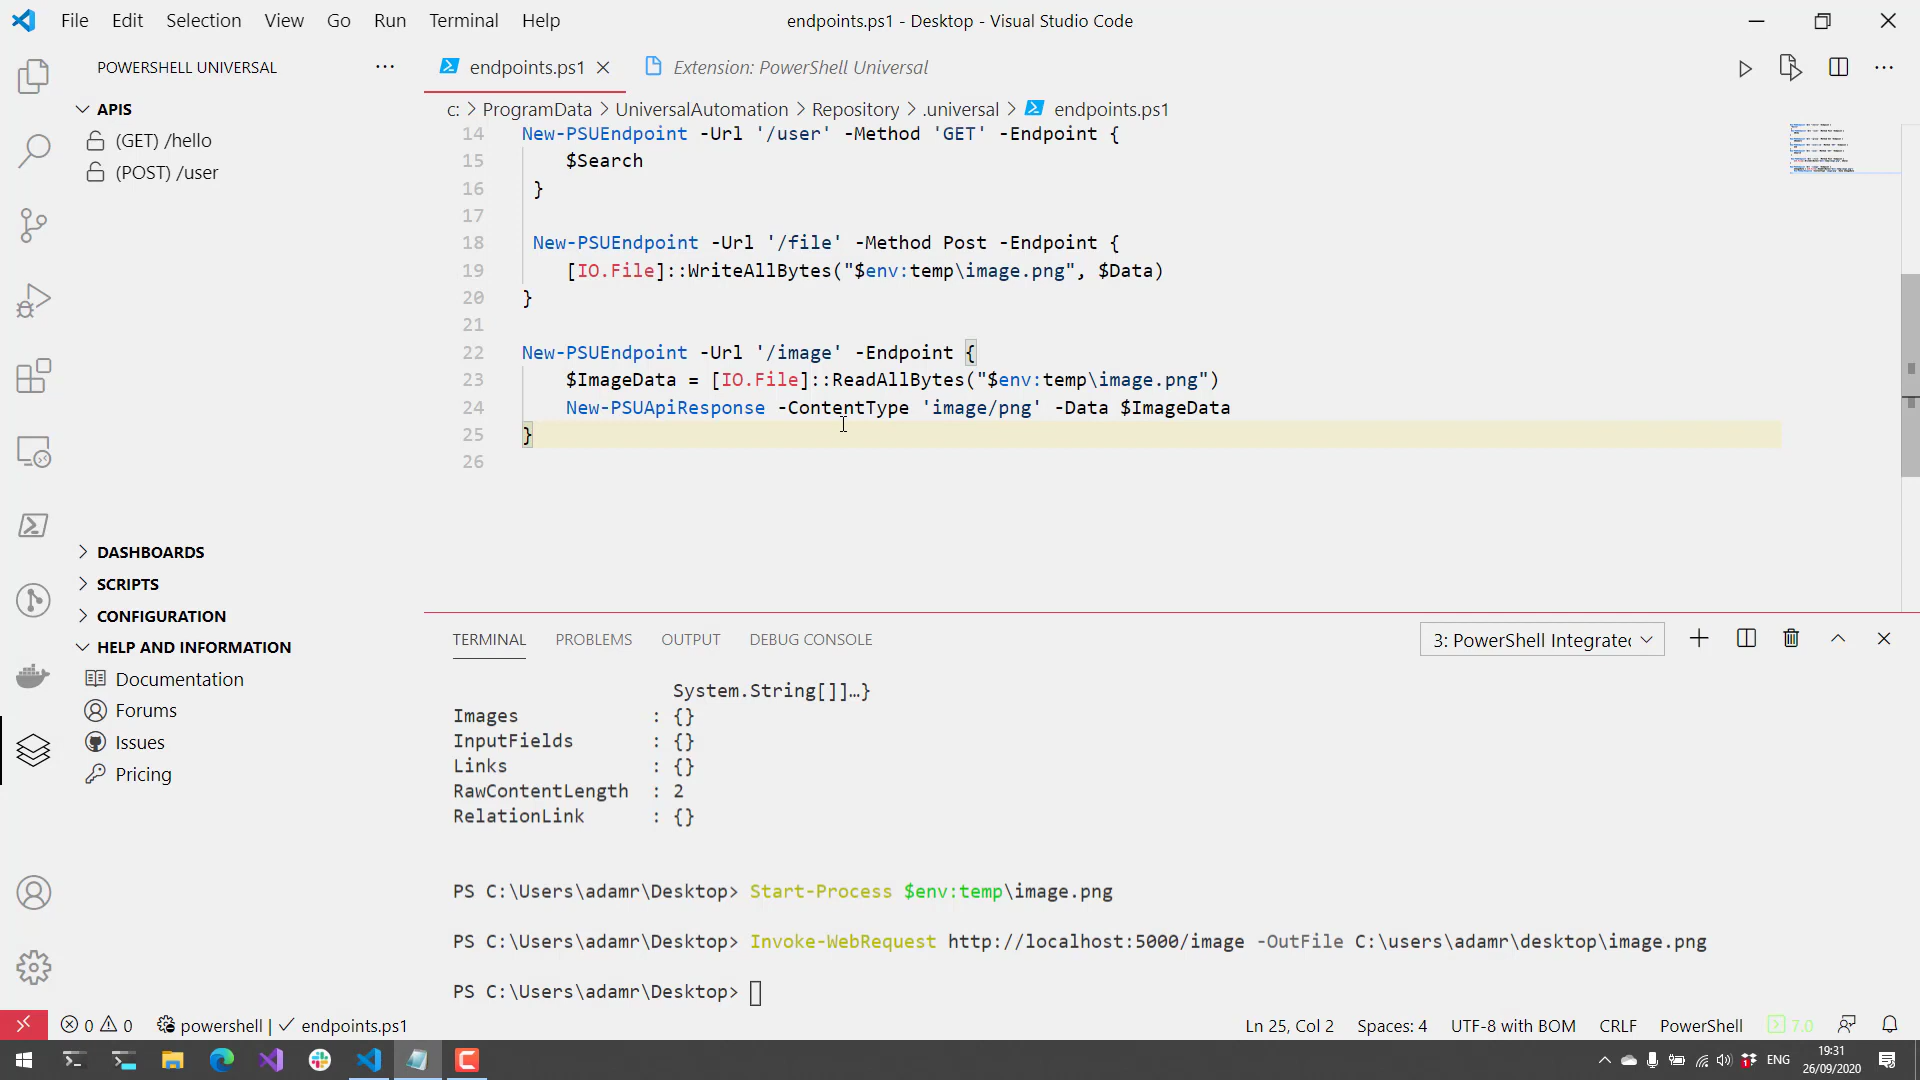 File Edit Selection View Go Run Terminal Help
endpoints.ps1 - Desktop - Visual Studio Code
POWERSHELL UNIVERSAL
endpoints.ps1
Extension: PowerShell Universal
APIS
(GET) /hello
(POST) /user
c: > ProgramData > UniversalAutomation > Repository > .universal > endpoints.ps1
14 New-PSUEndpoint -Url '/user' -Method 'GET' -Endpoint {
15 $Search
16 }
17
18 New-PSUEndpoint -Url '/file' -Method Post -Endpoint {
19 [IO.File]::WriteAllBytes("$env:temp\image.png", $Data)
20 }
21
22 New-PSUEndpoint -Url '/image' -Endpoint {
23 $ImageData = [IO.File]::ReadAllBytes("$env:temp\image.png")
24 New-PSUApiResponse -ContentType 'image/png' -Data $ImageData
25 }
26
DASHBOARDS
SCRIPTS
CONFIGURATION
HELP AND INFORMATION
Documentation
Forums
Issues
Pricing
TERMINAL PROBLEMS OUTPUT DEBUG CONSOLE
3: PowerShell Integrated
System.String[]]…}
Images : {}
InputFields : {}
Links : {}
RawContentLength : 2
RelationLink : {}
PS C:\Users\adamr\Desktop> Start-Process $env:temp\image.png
PS C:\Users\adamr\Desktop> Invoke-WebRequest http://localhost:5000/image -OutFile C:\users\adamr\desktop\image.png
PS C:\Users\adamr\Desktop>
0 0 powershell | ✓ endpoints.ps1
Ln 25, Col 2 Spaces: 4 UTF-8 with BOM CRLF PowerShell 7.0
ENG
19:31
26/09/2020